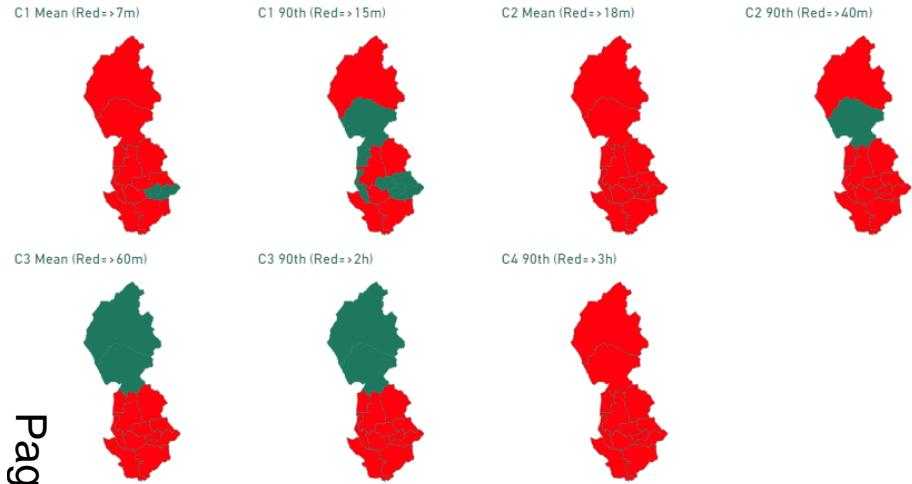 C1 Mean (Red=>7m)
C1 90th (Red=>15m)
C2 Mean (Red=>18m)
C2 90th (Red=>40m)
C3 Mean (Red=>60m)
C3 90th (Red=>2h)
C4 90th (Red=>3h)
Pag